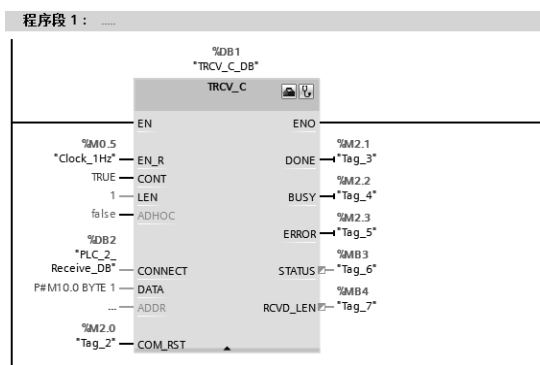 程序段 1： .....
%DB1
"TRCV_C_DB"
TRCV_C
EN ENO
%M0.5
"Clock_1Hz" EN_R
%M2.1
DONE "Tag_3"
TRUE CONT
1 LEN
%M2.2
BUSY "Tag_4"
false ADHOC
%M2.3
ERROR "Tag_5"
%DB2
"PLC_2_
Receive_DB" CONNECT
%MB3
STATUS "Tag_6"
P#M10.0 BYTE 1 DATA
... ADDR
%MB4
RCVD_LEN "Tag_7"
%M2.0
"Tag_2" COM_RST